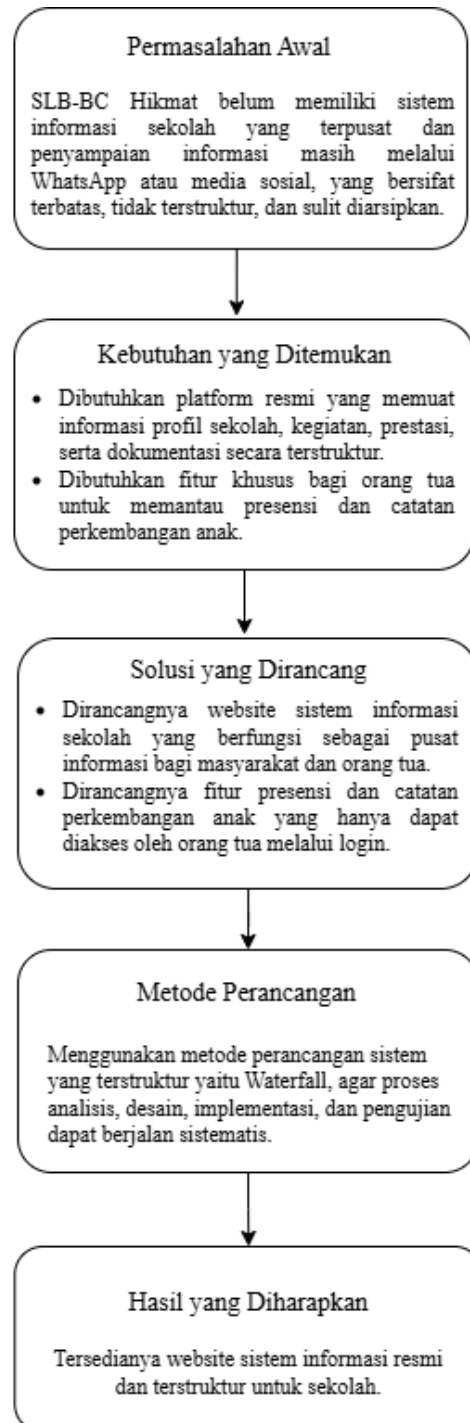 Permasalahan Awal
SLB-BC Hikmat belum memiliki sistem
informasi sekolah yang terpusat dan
penyampaian informasi masih melalui
WhatsApp atau media sosial, yang bersifat
terbatas, tidak terstruktur, dan sulit diarsipkan.
Kebutuhan yang Ditemukan
• Dibutuhkan platform resmi yang memuat
informasi profil sekolah, kegiatan, prestasi,
serta dokumentasi secara terstruktur.
• Dibutuhkan fitur khusus bagi orang tua
untuk memantau presensi dan catatan
perkembangan anak.
Solusi yang Dirancang
• Dirancangnya website sistem informasi
sekolah yang berfungsi sebagai pusat
informasi bagi masyarakat dan orang tua.
• Dirancangnya fitur presensi dan catatan
perkembangan anak yang hanya dapat
diakses oleh orang tua melalui login.
Metode Perancangan
Menggunakan metode perancangan sistem
yang terstruktur yaitu Waterfall, agar proses
analisis, desain, implementasi, dan pengujian
dapat berjalan sistematis.
Hasil yang Diharapkan
Tersedianya website sistem informasi resmi
dan terstruktur untuk sekolah.